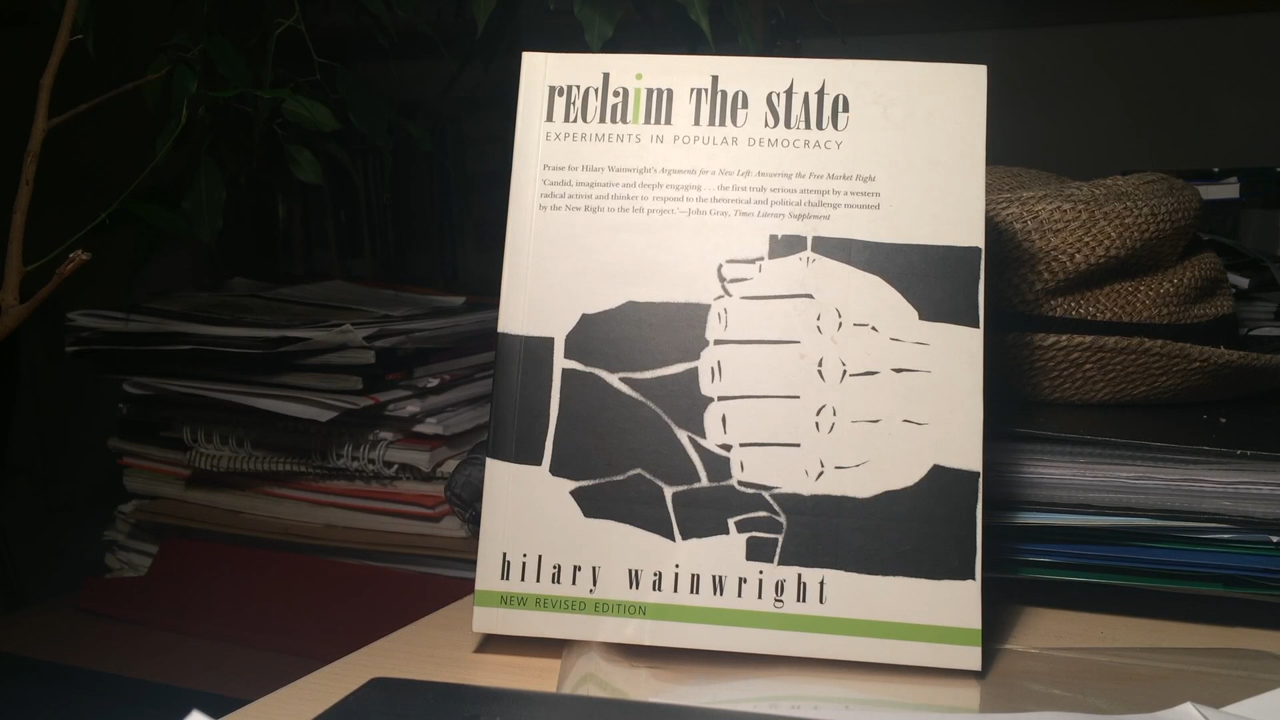 rEclaim The stAte
EXPERIMENTS IN POPULAR DEMOCRACY
Praise for Hilary Wainwright's Arguments for a New Left: Answering the Free Market Right
'Candid, imaginative and deeply engaging . . . the first truly serious attempt by a western
radical activist and thinker to respond to the theoretical and political challenge mounted
by the New Right to the left project.'—John Gray, Times Literary Supplement
hilary wainwright
NEW REVISED EDITION